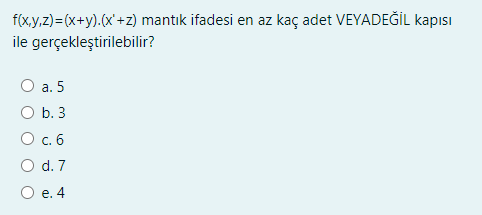 f(x,y,z)=(x+y).(x'+z) mantık ifadesi en az kaç adet VEYADEĞİL kapısı
ile gerçekleştirilebilir?
a. 5
b. 3
c. 6
d. 7
e. 4